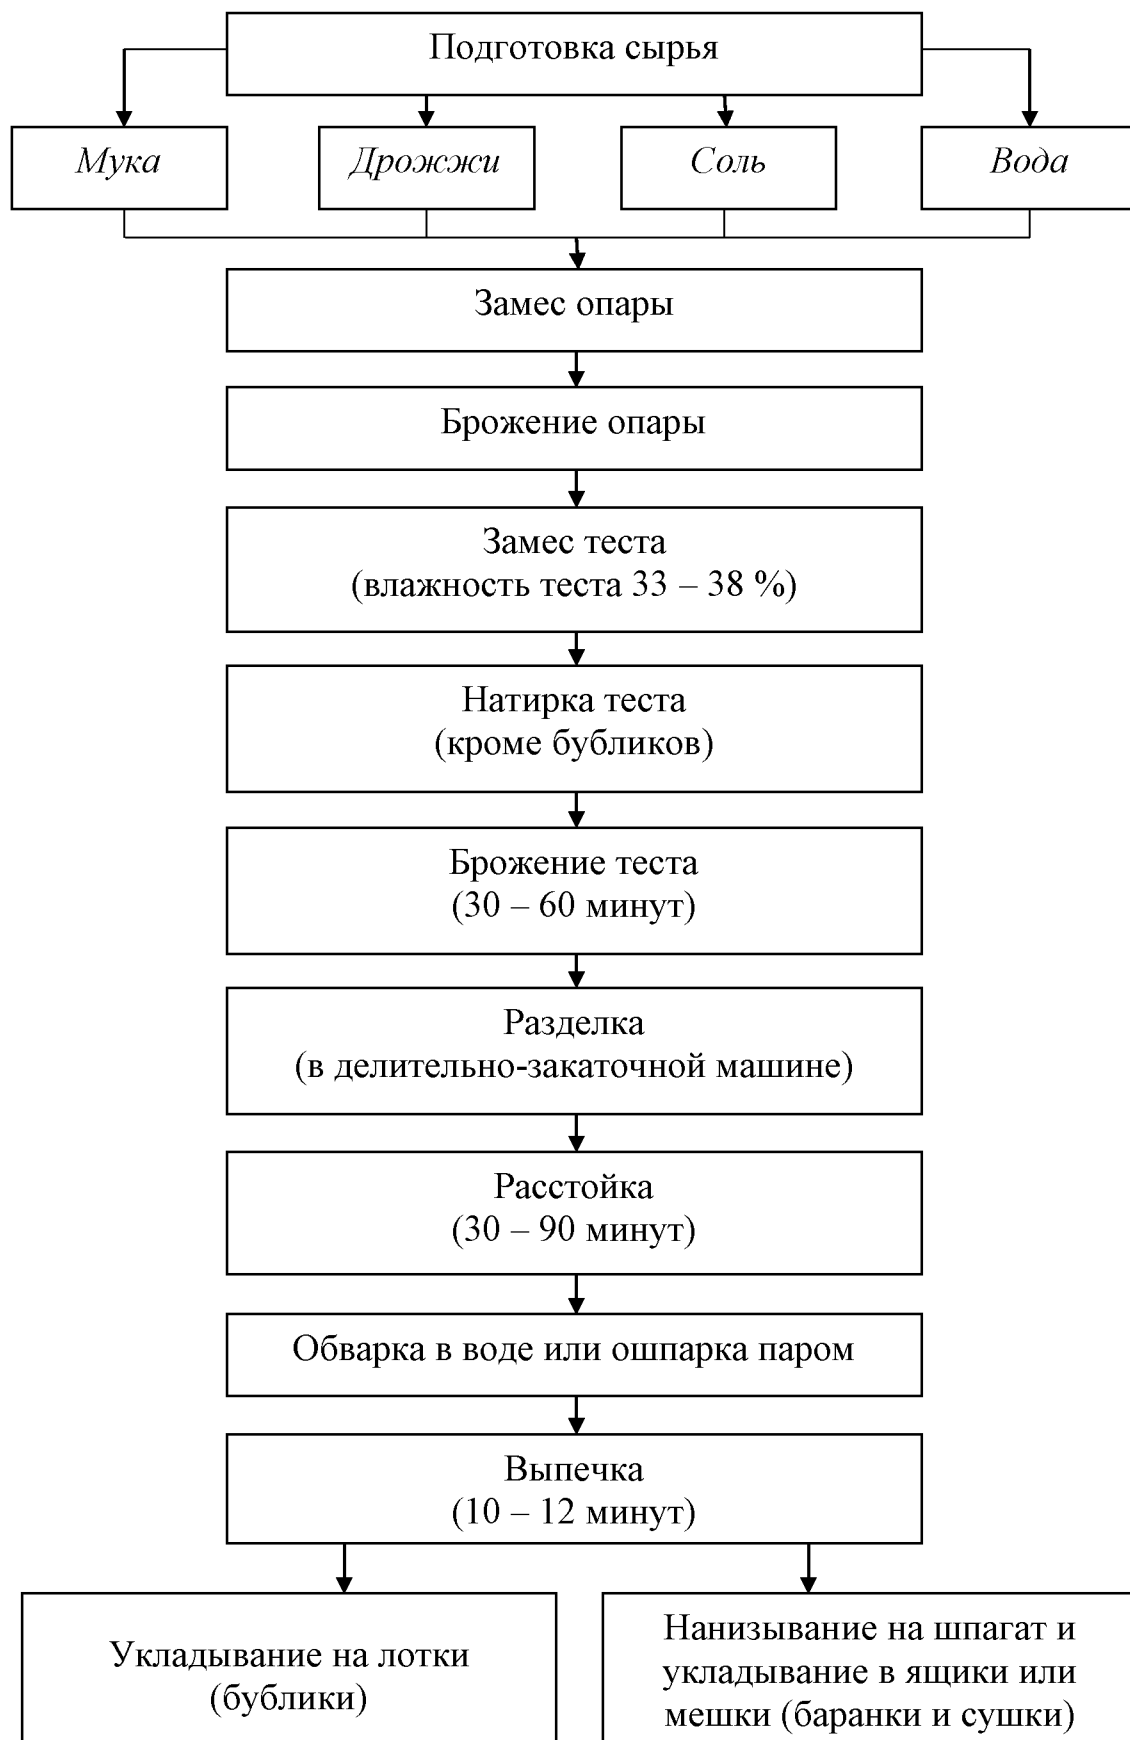 Подготовка сырья
Мука
Дрожжи
Соль
Вода
Замес опары
Брожение опары
Замес теста
(влажность теста 33 – 38 %)
Натирка теста
(кроме бубликов)
Брожение теста
(30 – 60 минут)
Разделка
(в делительно-закаточной машине)
Расстойка
(30 – 90 минут)
Обварка в воде или ошпарка паром
Выпечка
(10 – 12 минут)
Укладывание на лотки
(бублики)
Нанизывание на шпагат и
укладывание в ящики или
мешки (баранки и сушки)